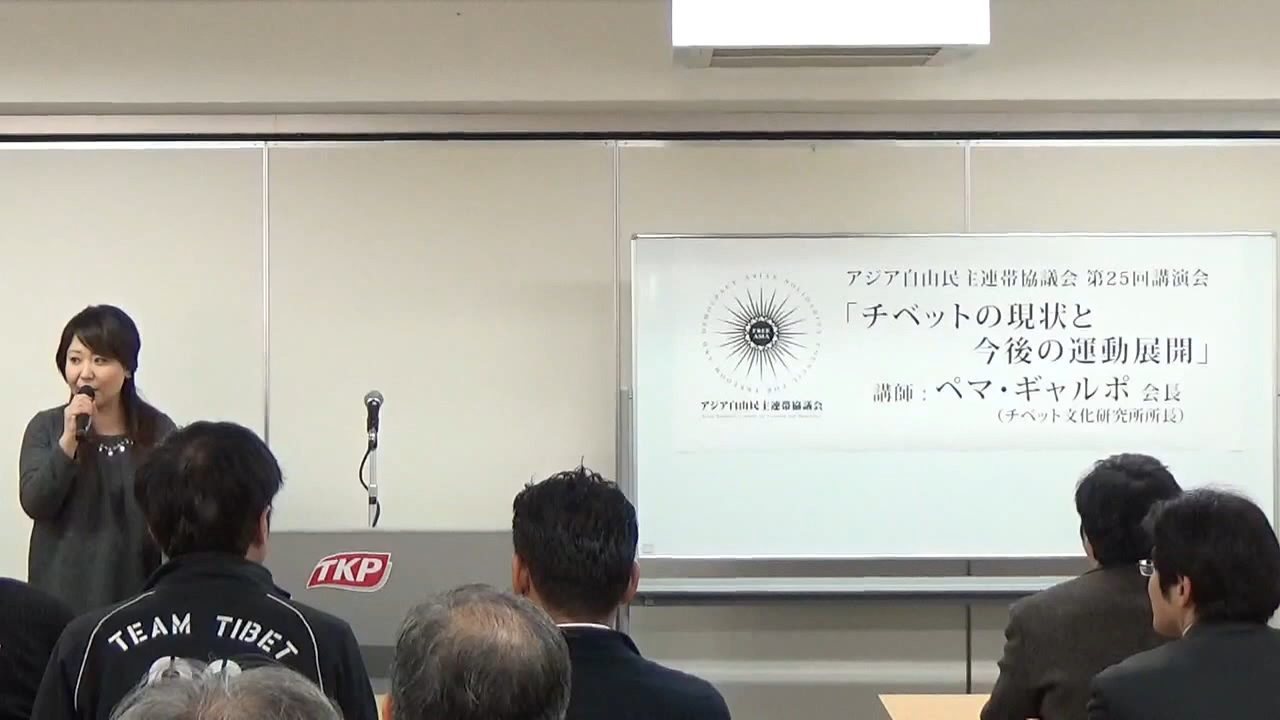 アジア自由民主連帯協議会 第25回講演会
「チベットの現状と
今後の運動展開」
講師：ペマ・ギャルポ 会長
（チベット文化研究所所長）
FREE ASIA
アジア自由民主連帯協議会
TKP
TEAM TIBET